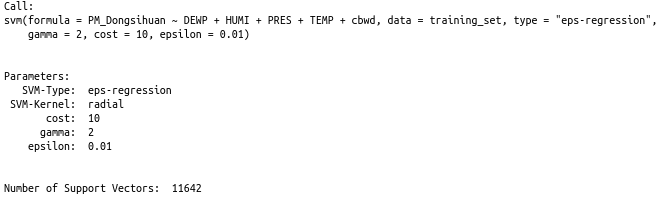 Call:
svm(formula = PM_Dongsihuan ~ DEWP + HUMI + PRES + TEMP + cbwd, data = training_set, type = "eps-regression",
    gamma = 2, cost = 10, epsilon = 0.01)
Parameters:
   SVM-Type:  eps-regression
 SVM-Kernel:  radial
       cost:  10
      gamma:  2
    epsilon:  0.01
Number of Support Vectors:  11642